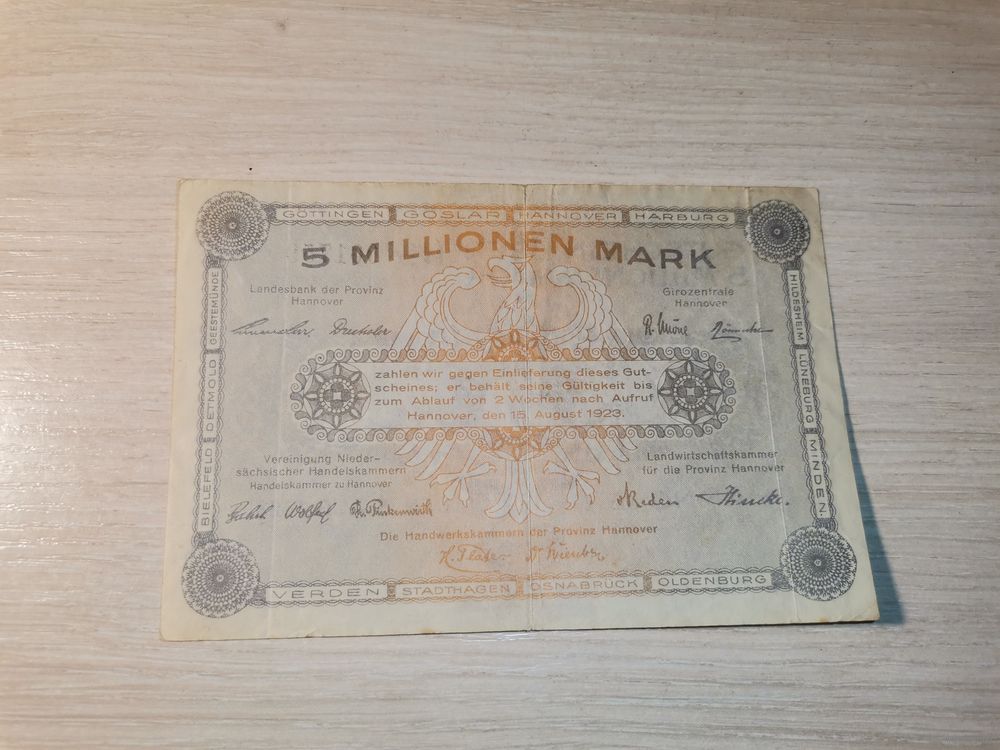 GÖTTINGEN GOSLAR HANNOVER HARBURG
5 MILLIONEN MARK
Landesbank der Provinz
Hannover
Girozentrale
Hannover
zahlen wir gegen Einlieferung dieses Gut-
scheines; er behält seine Gültigkeit bis
zum Ablauf von 2 Wochen nach Aufruf
Hannover, den 15. August 1923.
Vereinigung Nieder-
sächsischer Handelskammern
Handelskammer zu Hannover
Landwirtschaftskammer
für die Provinz Hannover
Die Handwerkskammern der Provinz Hannover
VERDEN STADTHAGEN OSNABRÜCK OLDENBURG
BIELEFELD DETMOLD GEESTEMÜNDE
HILDESHEIM LÜNEBURG MINDEN